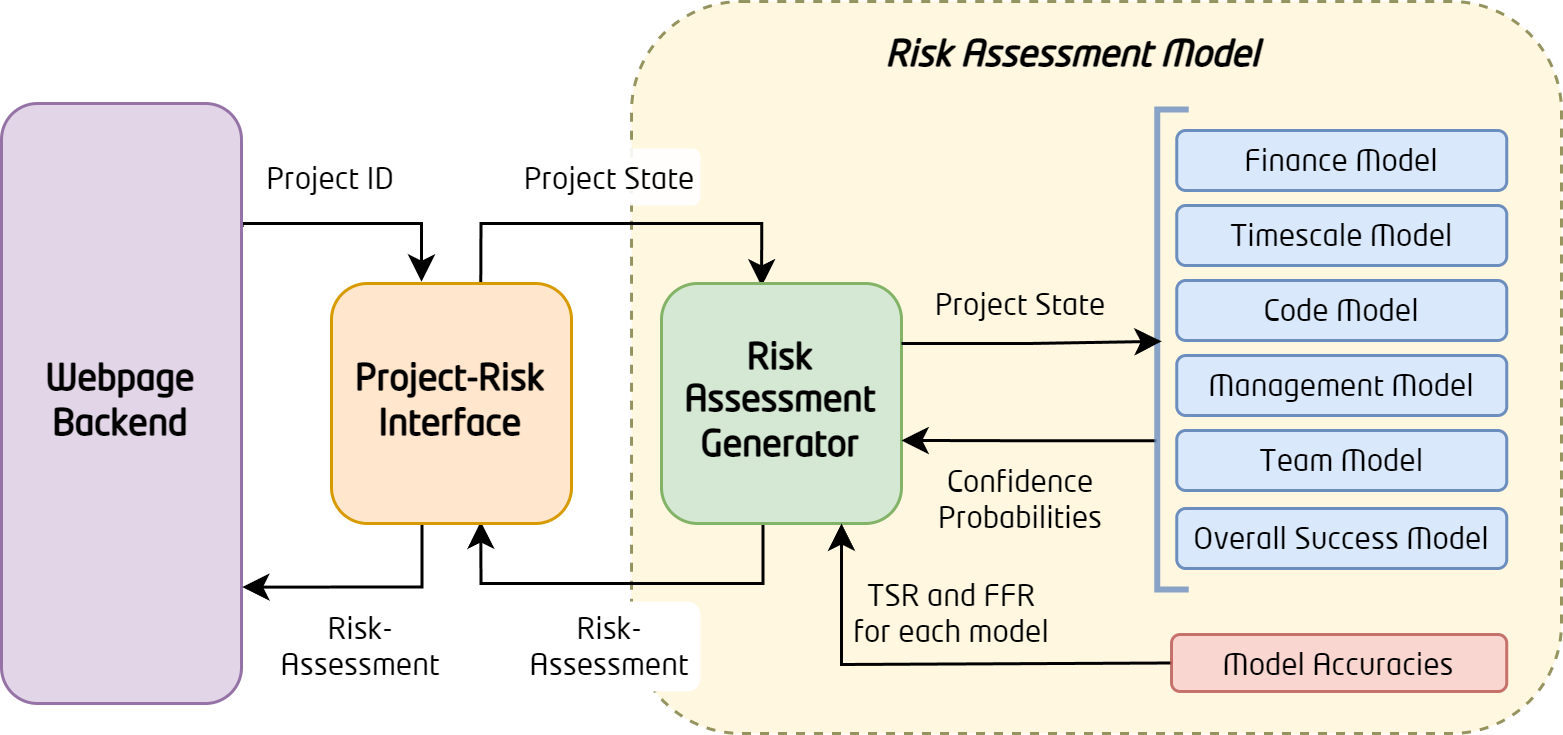 Risk Assessment Model
Webpage
Backend
Project ID
Project-Risk
Interface
Risk-
Assessment
Project State
Risk
Assessment
Generator
Risk-
Assessment
Project State
Confidence
Probabilities
TSR and FFR
for each model
Finance Model
Timescale Model
Code Model
Management Model
Team Model
Overall Success Model
Model Accuracies